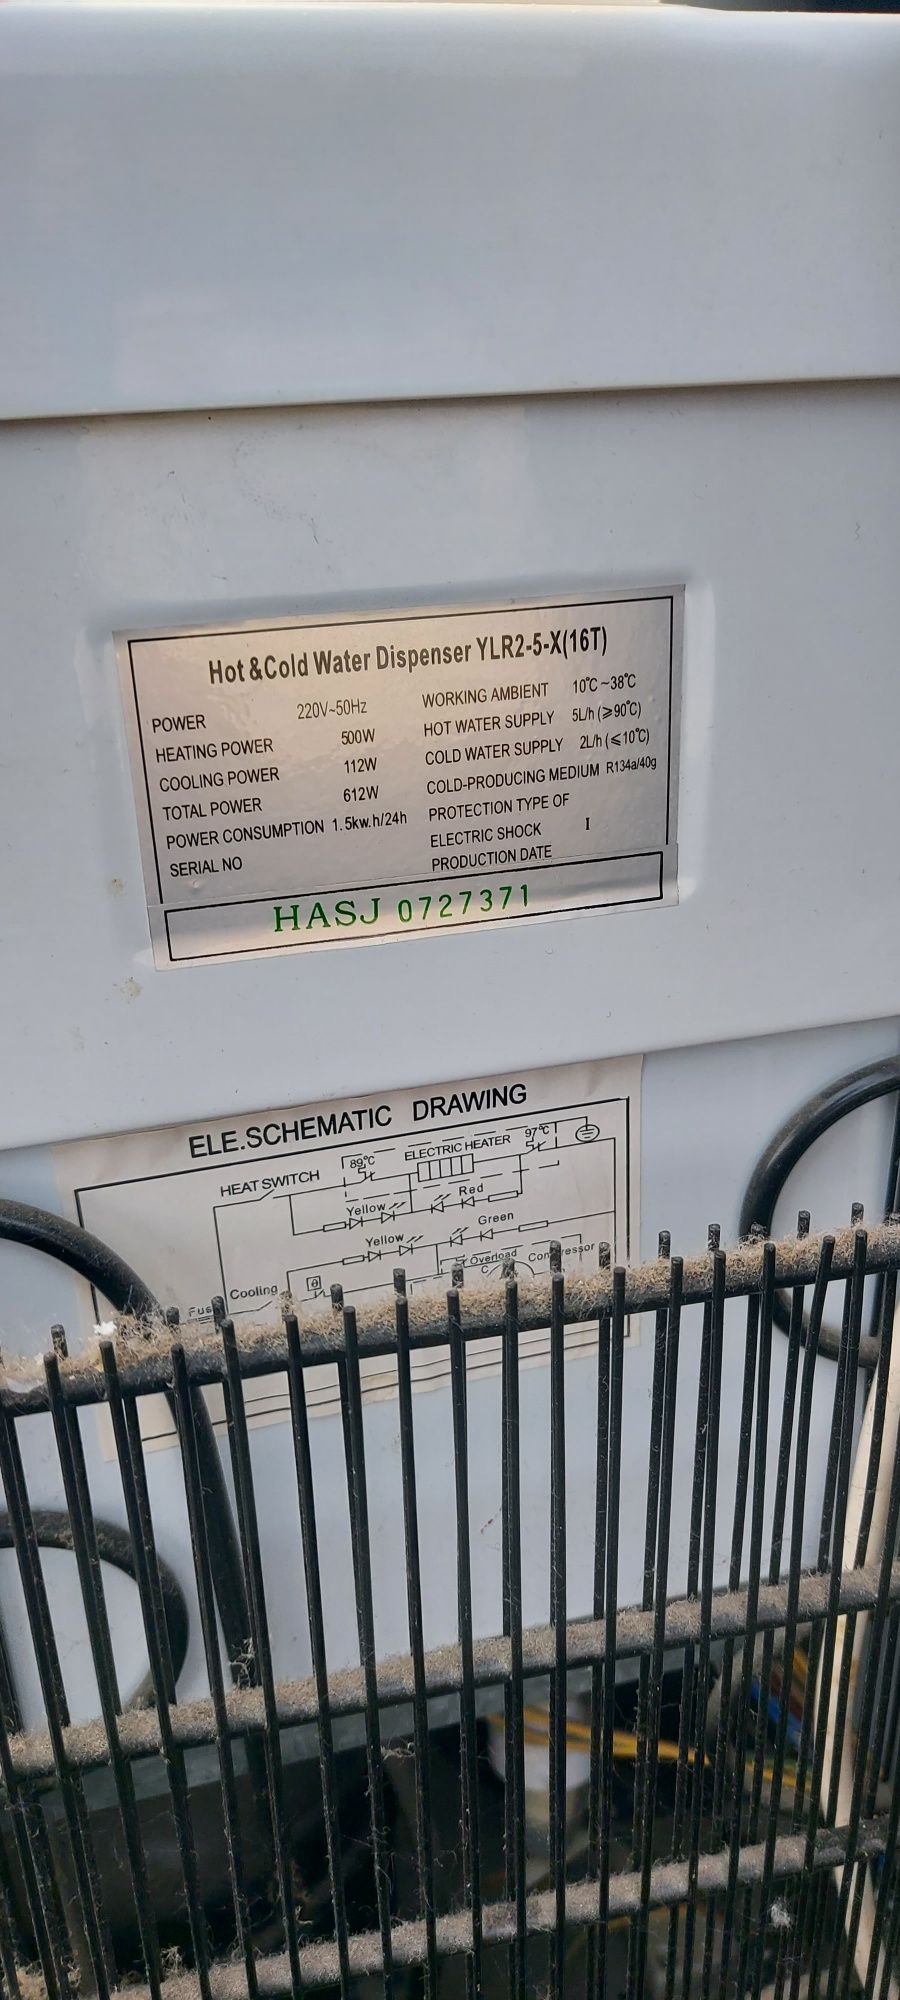 Hot &Cold Water Dispenser YLR2-5-X(16T)
POWER 220V~50Hz
HEATING POWER 500W
COOLING POWER 112W
TOTAL POWER 612W
POWER CONSUMPTION 1.5kw.h/24h
SERIAL NO
WORKING AMBIENT 10℃~38℃
HOT WATER SUPPLY 5L/h (≥90℃)
COLD WATER SUPPLY 2L/h (≤10℃)
COLD-PRODUCING MEDIUM R134a/40g
PROTECTION TYPE OF
ELECTRIC SHOCK I
PRODUCTION DATE
HASJ 0727371
ELE.SCHEMATIC DRAWING
HEAT SWITCH 89℃ ELECTRIC HEATER 97℃
Yellow Red
Yellow Green
Overload
Cooling